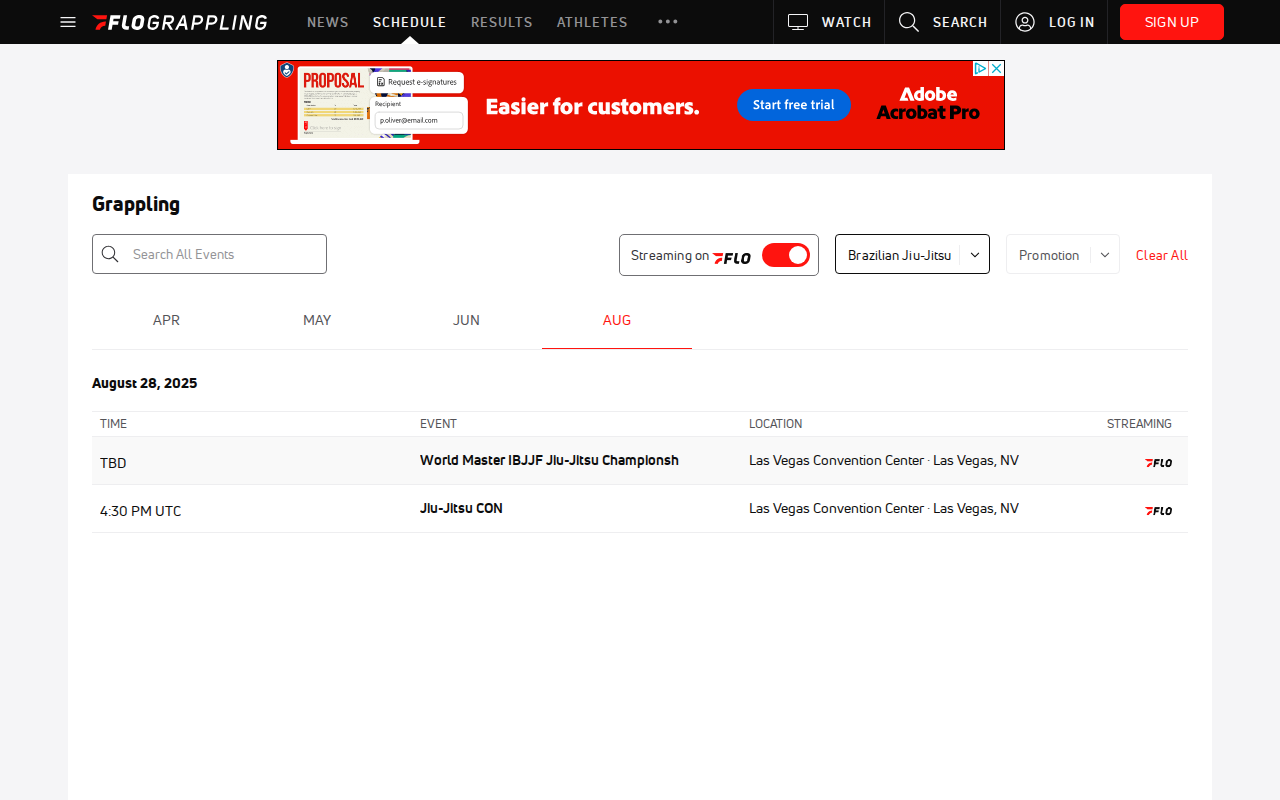 FLOGRAPPLING NEWS SCHEDULE RESULTS ATHLETES WATCH SEARCH LOG IN SIGN UP
PROPOSAL
Request e-signatures
Recipient
p.oliver@email.com
Easier for customers.
Start free trial
Adobe
Acrobat Pro
Grappling
Search All Events
Streaming on FLO
Brazilian Jiu-Jitsu
Promotion
Clear All
APR MAY JUN AUG
August 28, 2025
TIME EVENT LOCATION STREAMING
TBD World Master IBJJF Jiu-Jitsu Championsh Las Vegas Convention Center · Las Vegas, NV FLO
4:30 PM UTC Jiu-Jitsu CON Las Vegas Convention Center · Las Vegas, NV FLO